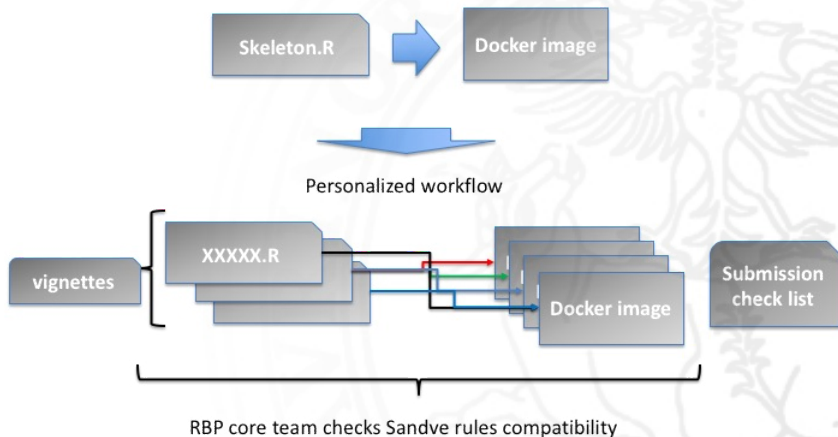 Skeleton.R
Docker image
Personalized workflow
vignettes
XXXXX.R
Docker image
Submission
check list
RBP core team checks Sandve rules compatibility